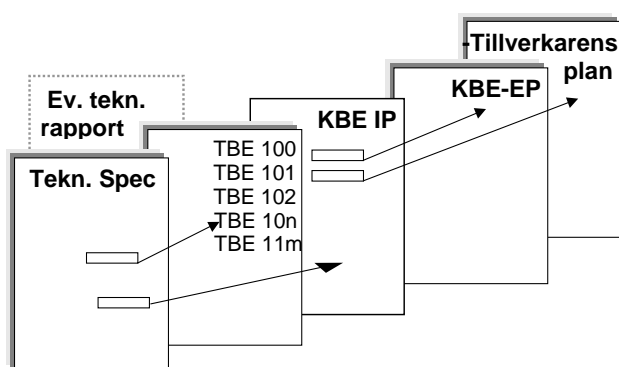 -Tillverkarens
plan
KBE-EP
KBE IP
Ev. tekn.
rapport
TBE 100
TBE 101
TBE 102
TBE 10n
TBE 11m
Tekn. Spec